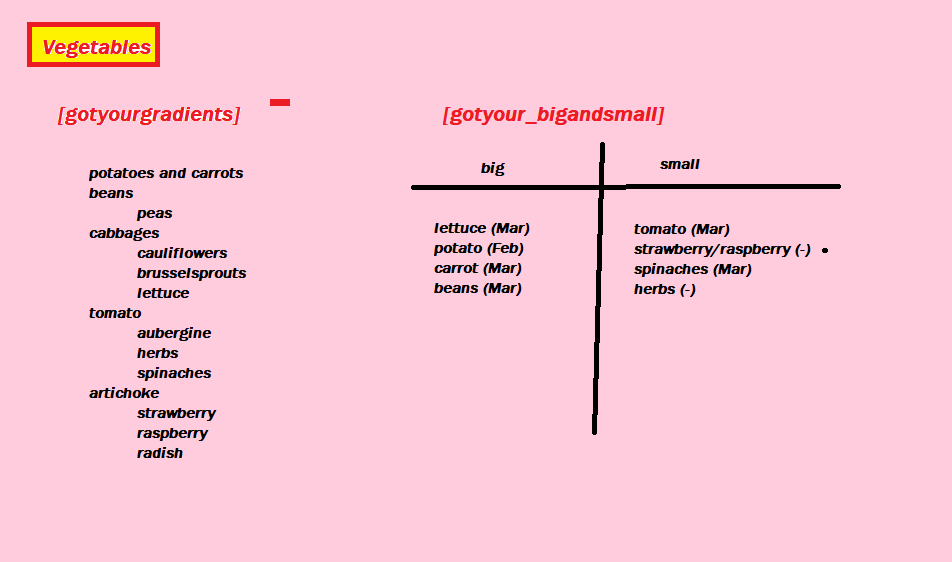 Vegetables
[gotyourgradients]
potatoes and carrots
beans
peas
cabbages
cauliflowers
brusselsprouts
lettuce
tomato
aubergine
herbs
spinaches
artichoke
strawberry
raspberry
radish
[gotyour_bigandsmall]
big
small
lettuce (Mar)
potato (Feb)
carrot (Mar)
beans (Mar)
tomato (Mar)
strawberry/raspberry (-)
spinaches (Mar)
herbs (-)